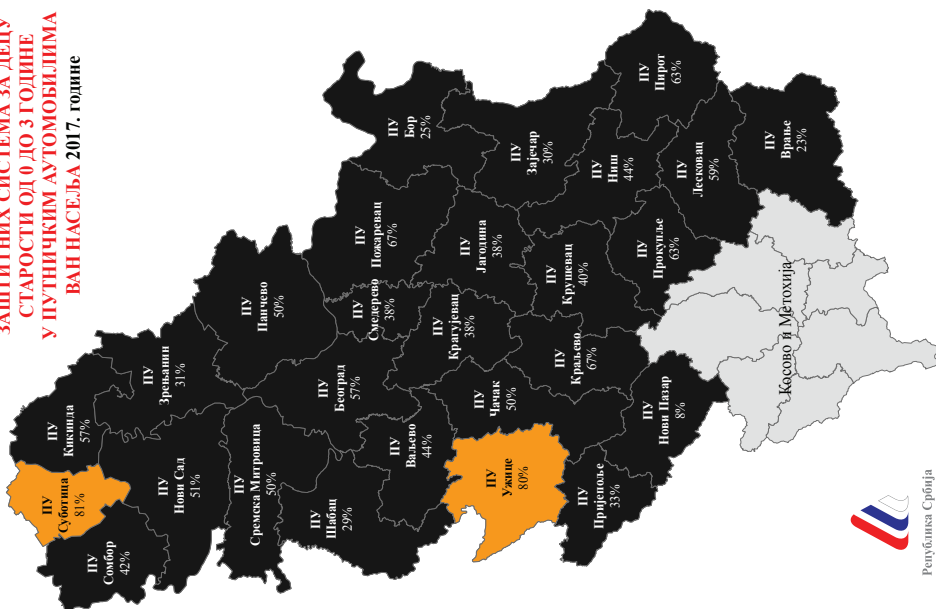 ЗАШТИТНИХ СИСТЕМА ЗА ДЕЦУ
СТАРОСТИ ОД 0 ДО 3 ГОДИНЕ
У ПУТНИЧКИМ АУТОМОБИЛИМА
ВАН НАСЕЉА 2017. године
ПУ
Суботица
81%
ПУ
Кикинда
57%
ПУ
Сомбор
42%
ПУ
Зрењанин
31%
ПУ
Нови Сад
51%
ПУ
Сремска Митровица
50%
ПУ
Панчево
50%
ПУ
Шабац
29%
ПУ
Београд
57%
ПУ
Смедерево
38%
ПУ
Пожаревац
67%
ПУ
Бор
25%
ПУ
Ваљево
44%
ПУ
Крагујевац
38%
ПУ
Јагодина
38%
ПУ
Зајечар
30%
ПУ
Ужице
80%
ПУ
Чачак
50%
ПУ
Краљево
67%
ПУ
Крушевац
40%
ПУ
Ниш
44%
ПУ
Пирот
63%
ПУ
Пријепоље
33%
ПУ
Нови Пазар
8%
ПУ
Прокупље
63%
ПУ
Лесковац
59%
ПУ
Врање
23%
Косово и Метохија
Република Србија